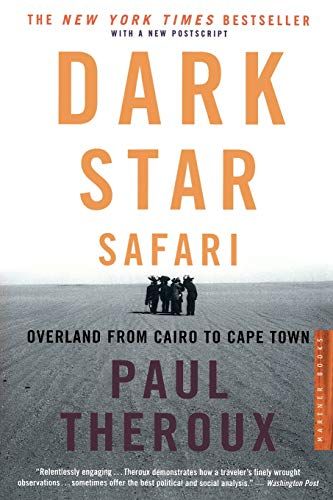 THE NEW YORK TIMES BESTSELLER
WITH A NEW POSTSCRIPT
DARK
STAR
SAFARI
OVERLAND FROM CAIRO TO CAPE TOWN
MARINER BOOKS
PAUL
THEROUX
"Relentlessly engaging . . . Theroux demonstrates how a traveler's finely wrought
observations . . . sometimes offer the best political and social analysis." — Washington Post